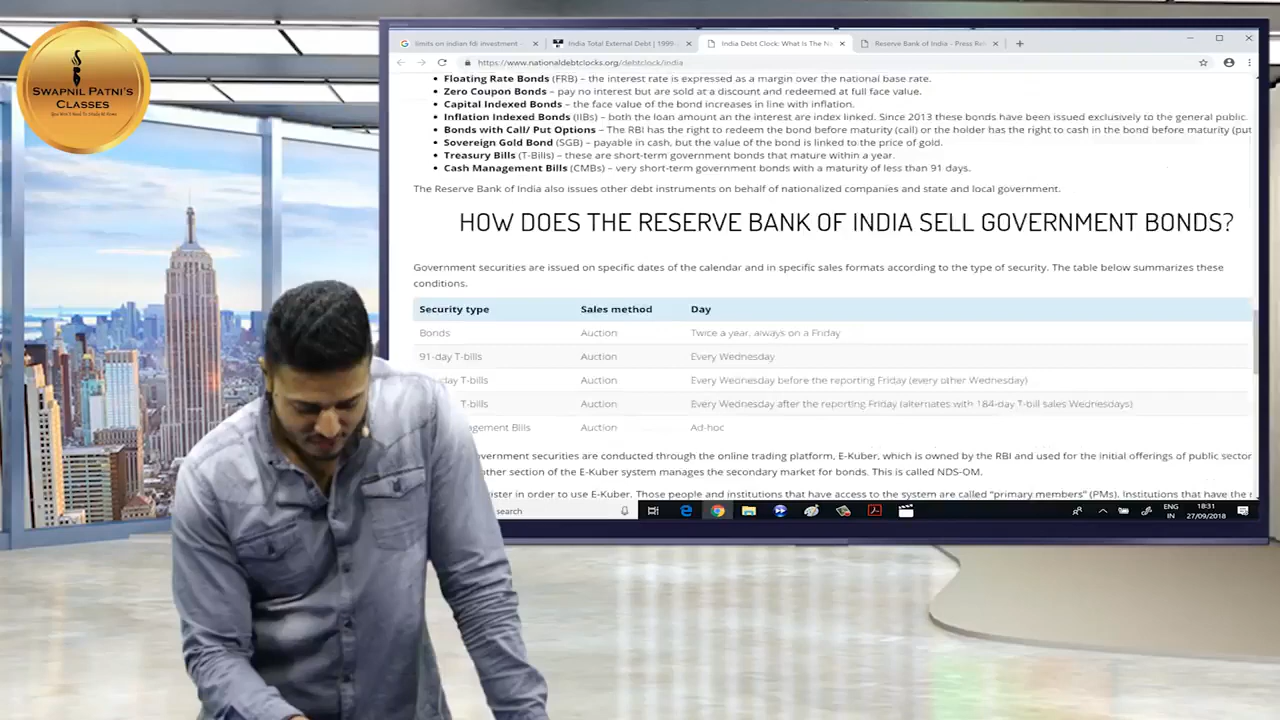 SWAPNIL PATNI'S
CLASSES
limits on indian fdi investment
India Total External Debt | 1999
India Debt Clock: What Is The Na
Reserve Bank of India - Press Rel
https://www.nationaldebtclocks.org/debtclock/india
• Floating Rate Bonds (FRB) – the interest rate is expressed as a margin over the national base rate.
• Zero Coupon Bonds – pay no interest but are sold at a discount and redeemed at full face value.
• Capital Indexed Bonds – the face value of the bond increases in line with inflation.
• Inflation Indexed Bonds (IIBs) – both the loan amount an the interest are index linked. Since 2013 these bonds have been issued exclusively to the general public.
• Bonds with Call/ Put Options – The RBI has the right to redeem the bond before maturity (call) or the holder has the right to cash in the bond before maturity (put
• Sovereign Gold Bond (SGB) – payable in cash, but the value of the bond is linked to the price of gold.
• Treasury Bills (T-Bills) – these are short-term government bonds that mature within a year.
• Cash Management Bills (CMBs) – very short-term government bonds with a maturity of less than 91 days.
The Reserve Bank of India also issues other debt instruments on behalf of nationalized companies and state and local government.
HOW DOES THE RESERVE BANK OF INDIA SELL GOVERNMENT BONDS?
Government securities are issued on specific dates of the calendar and in specific sales formats according to the type of security. The table below summarizes these
conditions.
Security type Sales method Day
Bonds Auction Twice a year, always on a Friday
91-day T-bills Auction Every Wednesday
day T-bills Auction Every Wednesday before the reporting Friday (every other Wednesday)
T-bills Auction Every Wednesday after the reporting Friday (alternates with 184-day T-bill sales Wednesdays)
agement Bills Auction Ad-hoc
overnment securities are conducted through the online trading platform, E-Kuber, which is owned by the RBI and used for the initial offerings of public sector
other section of the E-Kuber system manages the secondary market for bonds. This is called NDS-OM.
ister in order to use E-Kuber. Those people and institutions that have access to the system are called "primary members" (PMs). Institutions that have the r
search
ENG
IN
18:31
27/09/2018